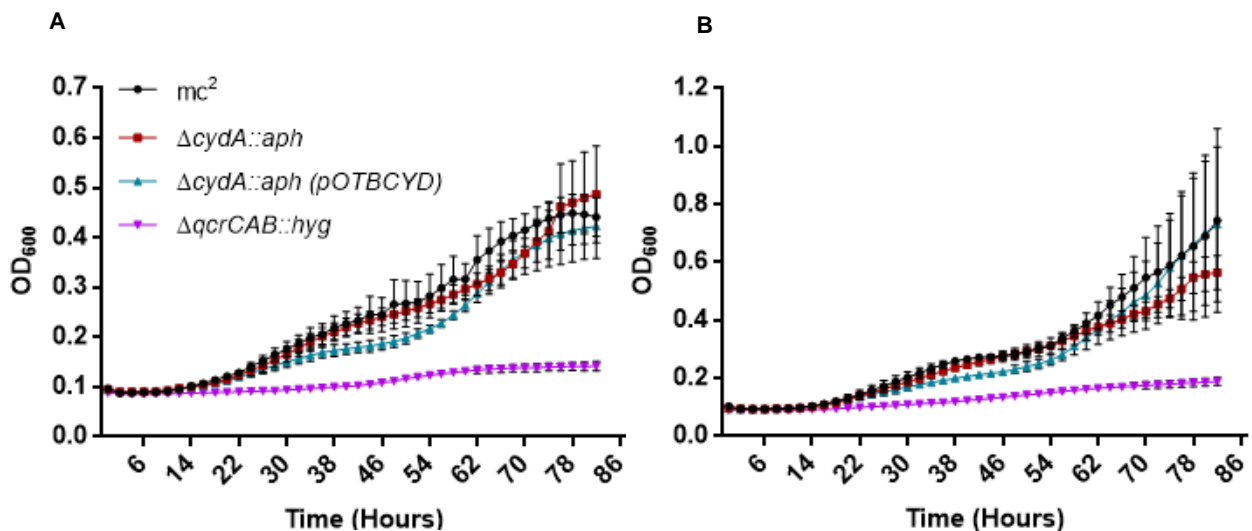 A
B
0.7
0.6
0.5
0.4
0.3
0.2
0.1
0.0
OD600
mc2
ΔcydA::aph
ΔcydA::aph (pOTBCYD)
ΔqcrCAB::hyg
6 14 22 30 38 46 54 62 70 78 86
Time (Hours)
1.2
1.0
0.8
0.6
0.4
0.2
0.0
OD600
6 14 22 30 38 46 54 62 70 78 86
Time (Hours)